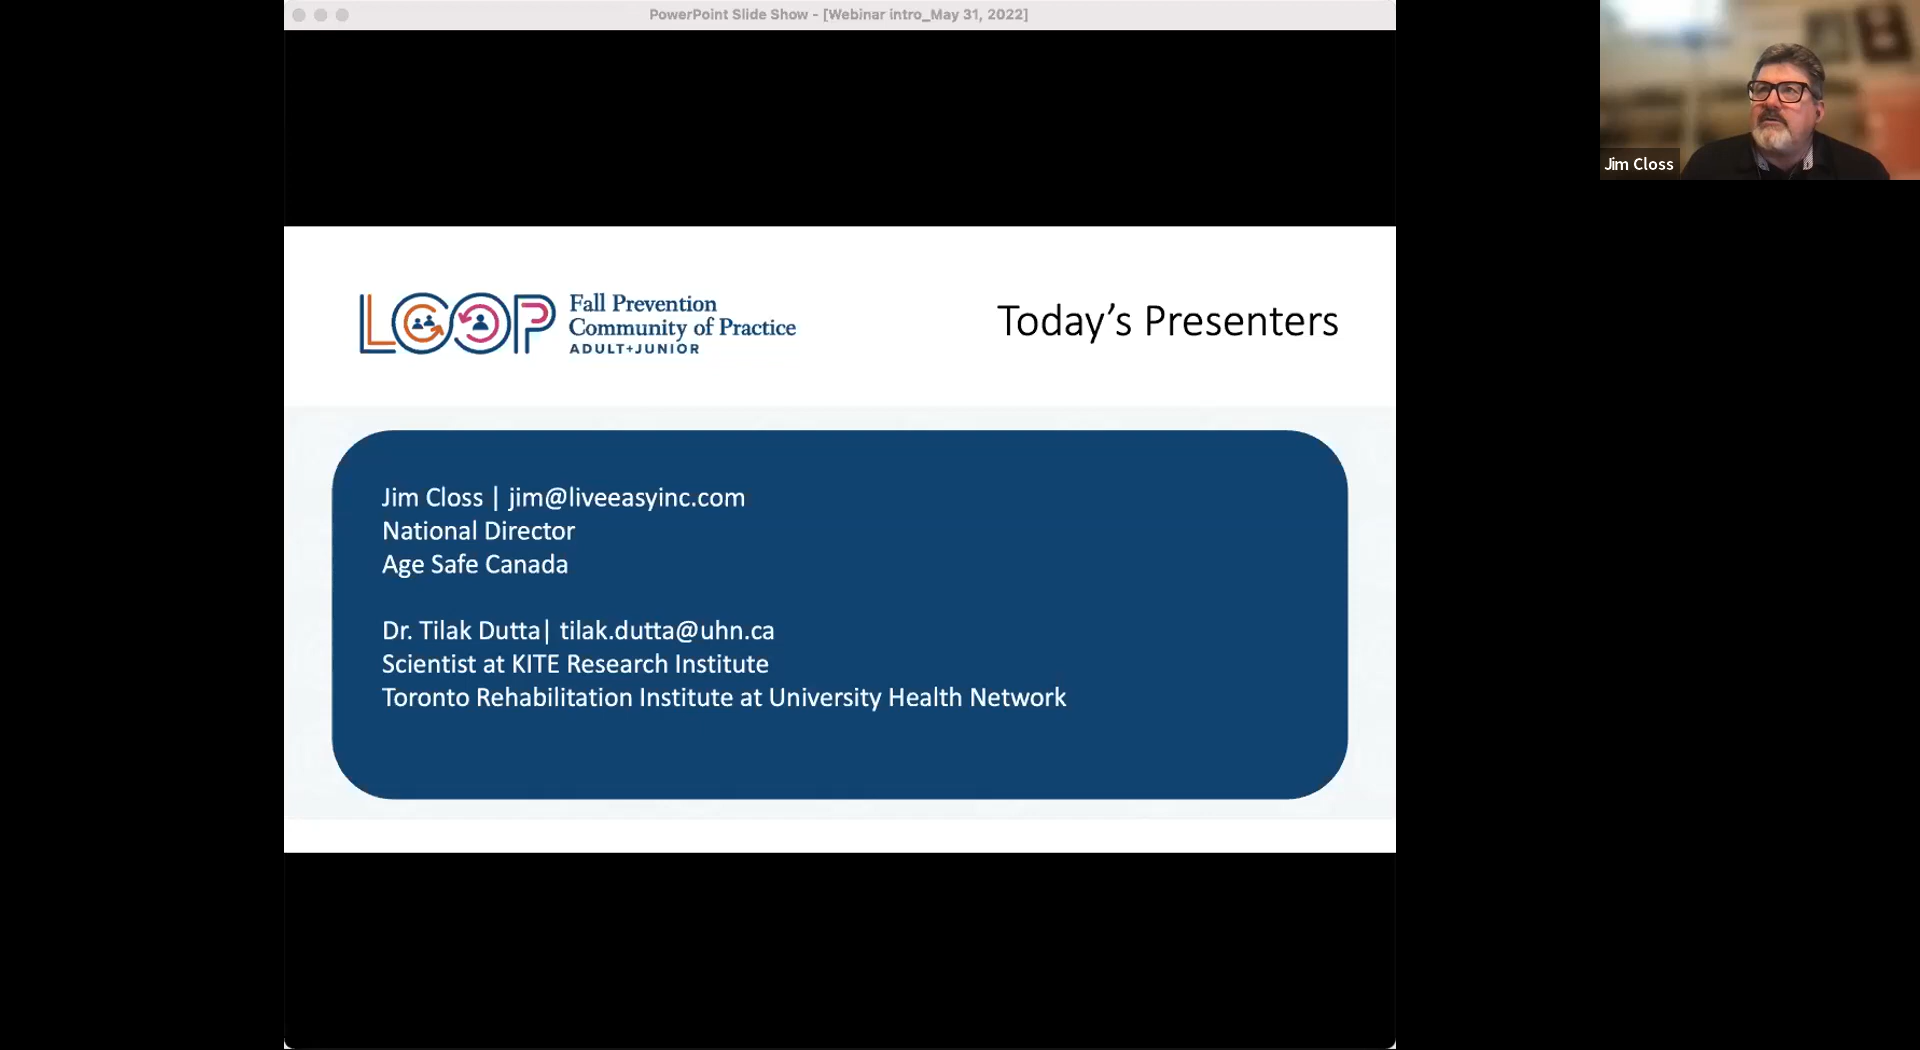 PowerPoint Slide Show - [Webinar intro_May 31, 2022]
Jim Closs
LOOP
Fall Prevention
Community of Practice
ADULT+JUNIOR
Today's Presenters
Jim Closs | jim@liveeasyinc.com
National Director
Age Safe Canada
Dr. Tilak Dutta| tilak.dutta@uhn.ca
Scientist at KITE Research Institute
Toronto Rehabilitation Institute at University Health Network